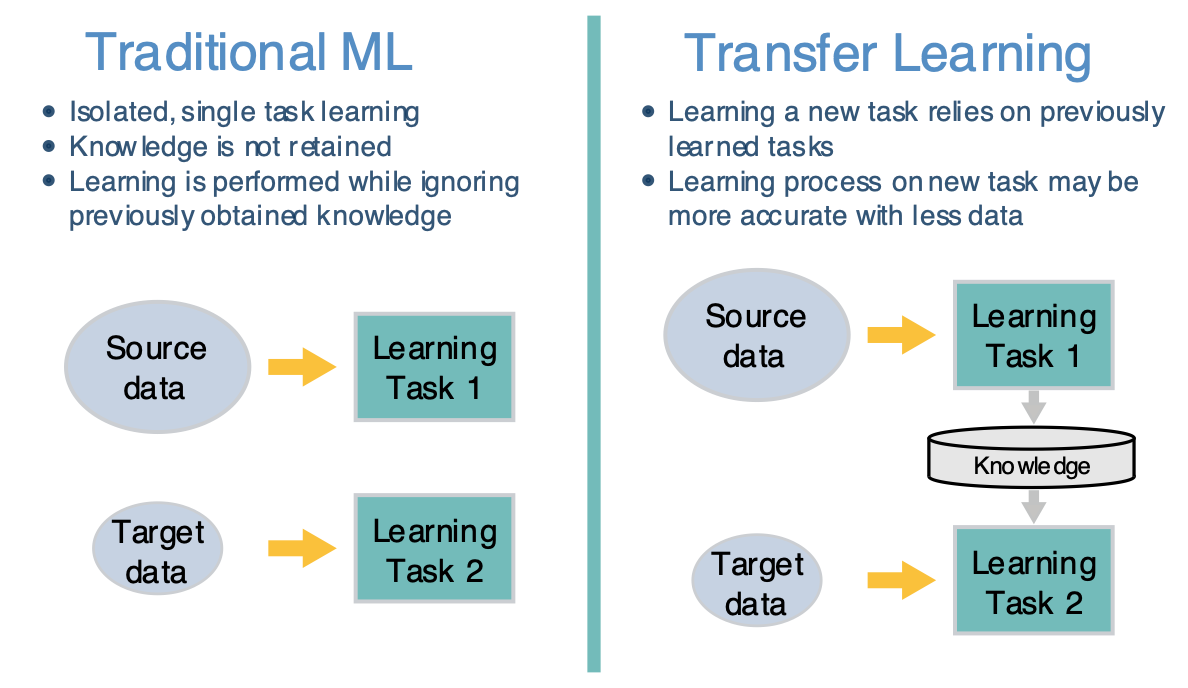 Traditional ML
• Isolated, single task learning
• Knowledge is not retained
• Learning is performed while ignoring
previously obtained knowledge
Source
data
Learning
Task 1
Target
data
Learning
Task 2
Transfer Learning
• Learning a new task relies on previously
learned tasks
• Learning process on new task may be
more accurate with less data
Source
data
Learning
Task 1
Knowledge
Target
data
Learning
Task 2